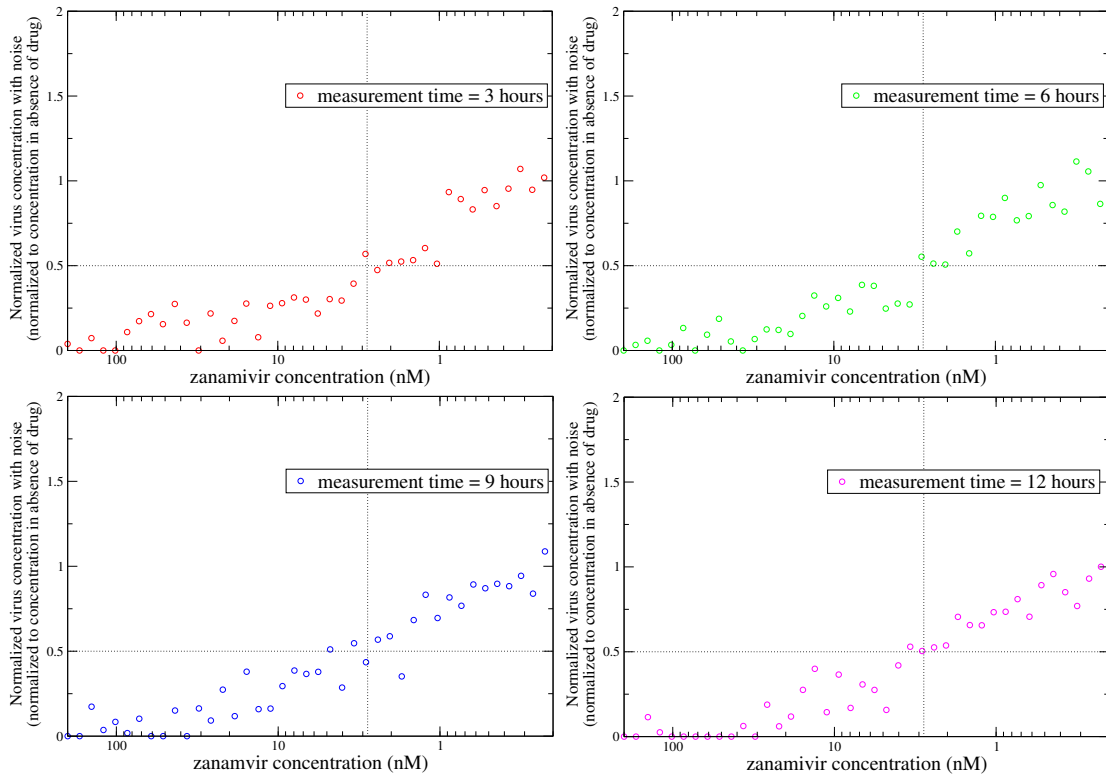 Normalized virus concentration with noise
(normalized to concentration in absence of drug)
2
1.5
1
0.5
0
measurement time = 3 hours
100
10
1
zanamivir concentration (nM)
Normalized virus concentration with noise
(normalized to concentration in absence of drug)
2
1.5
1
0.5
0
measurement time = 6 hours
100
10
1
zanamivir concentration (nM)
Normalized virus concentration with noise
(normalized to concentration in absence of drug)
2
1.5
1
0.5
0
measurement time = 9 hours
100
10
1
zanamvir concentration (nM)
Normalized virus concentration with noise
(normalized to concentration in absence of drug)
2
1.5
1
0.5
0
measurement time = 12 hours
100
10
1
zanamivir concentration (nM)